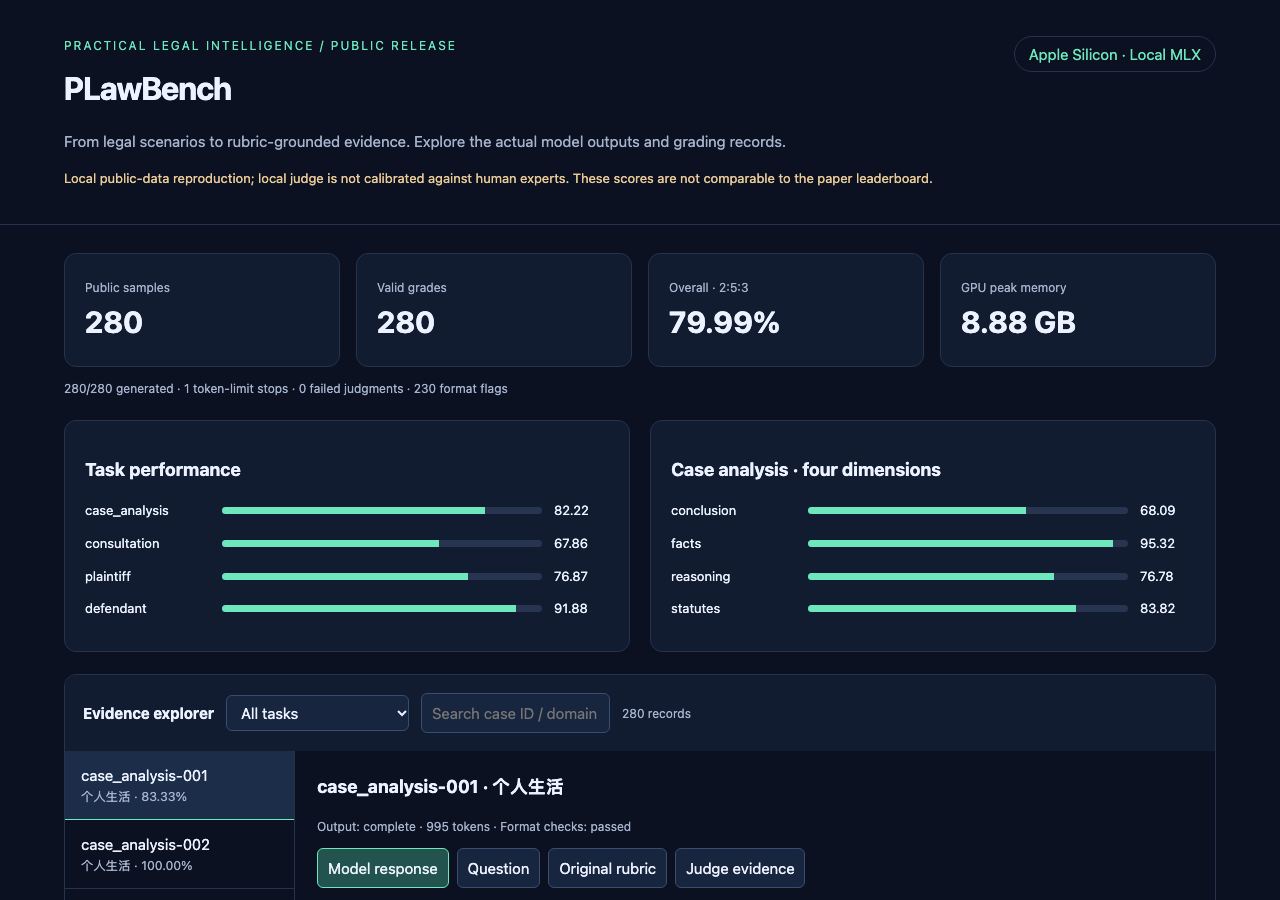 PRACTICAL LEGAL INTELLIGENCE / PUBLIC RELEASE
Apple Silicon · Local MLX
PLawBench
From legal scenarios to rubric-grounded evidence. Explore the actual model outputs and grading records.
Local public-data reproduction; local judge is not calibrated against human experts. These scores are not comparable to the paper leaderboard.
Public samples
280
Valid grades
280
Overall · 2:5:3
79.99%
GPU peak memory
8.88 GB
280/280 generated · 1 token-limit stops · 0 failed judgments · 230 format flags
Task performance
case_analysis 82.22
consultation 67.86
plaintiff 76.87
defendant 91.88
Case analysis · four dimensions
conclusion 68.09
facts 95.32
reasoning 76.78
statutes 83.82
Evidence explorer All tasks Search case ID / domain 280 records
case_analysis-001
个人生活 · 83.33%
case_analysis-002
个人生活 · 100.00%
case_analysis-001 · 个人生活
Output: complete · 995 tokens · Format checks: passed
Model response Question Original rubric Judge evidence